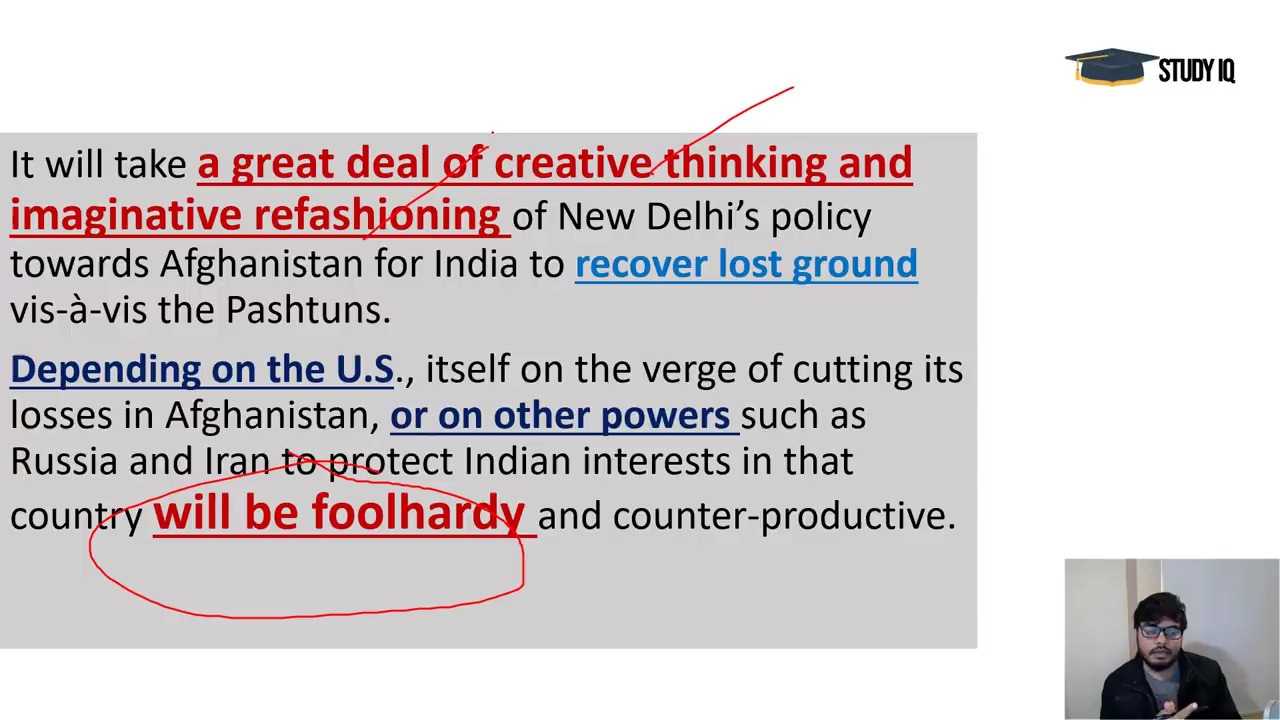 STUDY IQ
It will take a great deal of creative thinking and
imaginative refashioning of New Delhi’s policy
towards Afghanistan for India to recover lost ground
vis-à-vis the Pashtuns.
Depending on the U.S., itself on the verge of cutting its
losses in Afghanistan, or on other powers such as
Russia and Iran to protect Indian interests in that
country will be foolhardy and counter-productive.